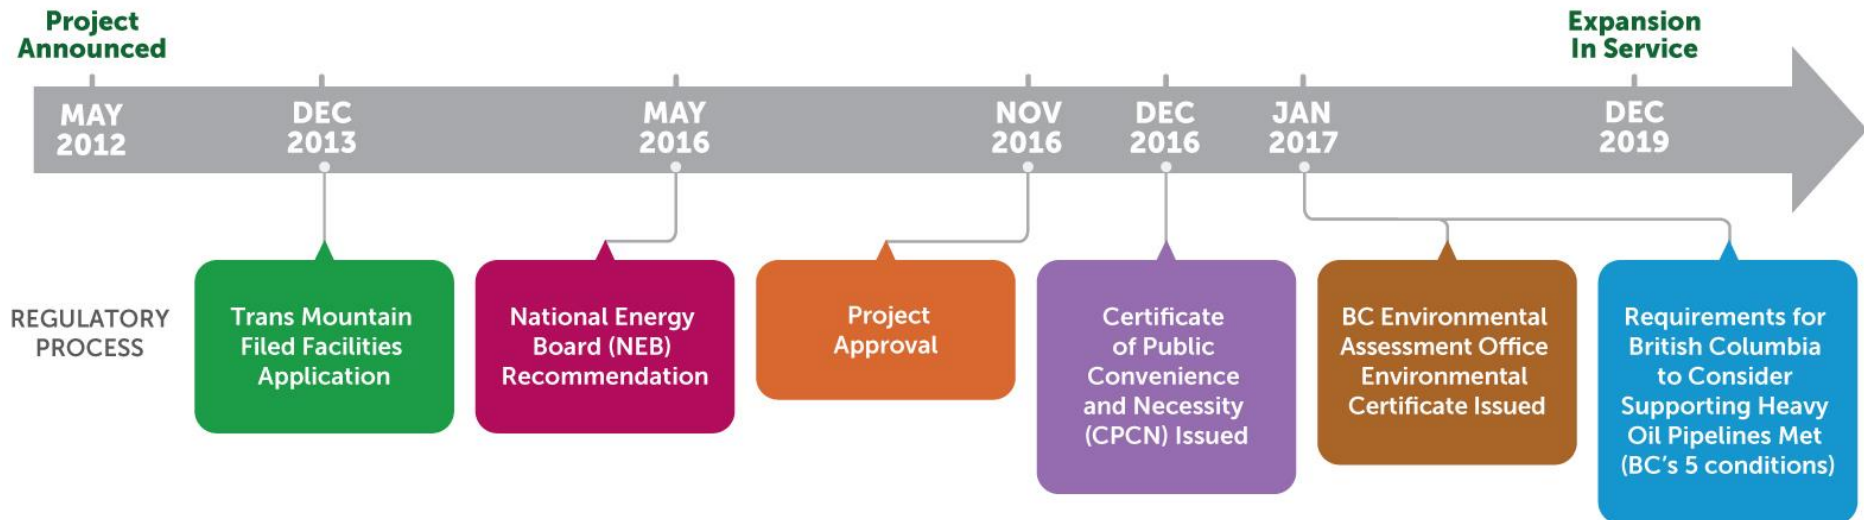 Project
Announced
Expansion
In Service
MAY
2012
DEC
2013
MAY
2016
NOV
2016
DEC
2016
JAN
2017
DEC
2019
REGULATORY
PROCESS
Trans Mountain
Filed Facilities
Application
National Energy
Board (NEB)
Recommendation
Project
Approval
Certificate
of Public
Convenience
and Necessity
(CPCN) Issued
BC Environmental
Assessment Office
Environmental
Certificate Issued
Requirements for
British Columbia
to Consider
Supporting Heavy
Oil Pipelines Met
(BC’s 5 conditions)